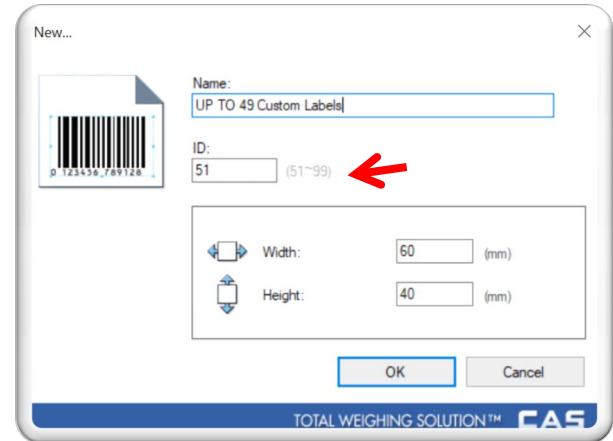 New...
Name:
UP TO 49 Custom Labels
ID:
51 (51~99)
0 123456 789128
Width: 60 (mm)
Height: 40 (mm)
OK Cancel
TOTAL WEIGHING SOLUTION™ CAS